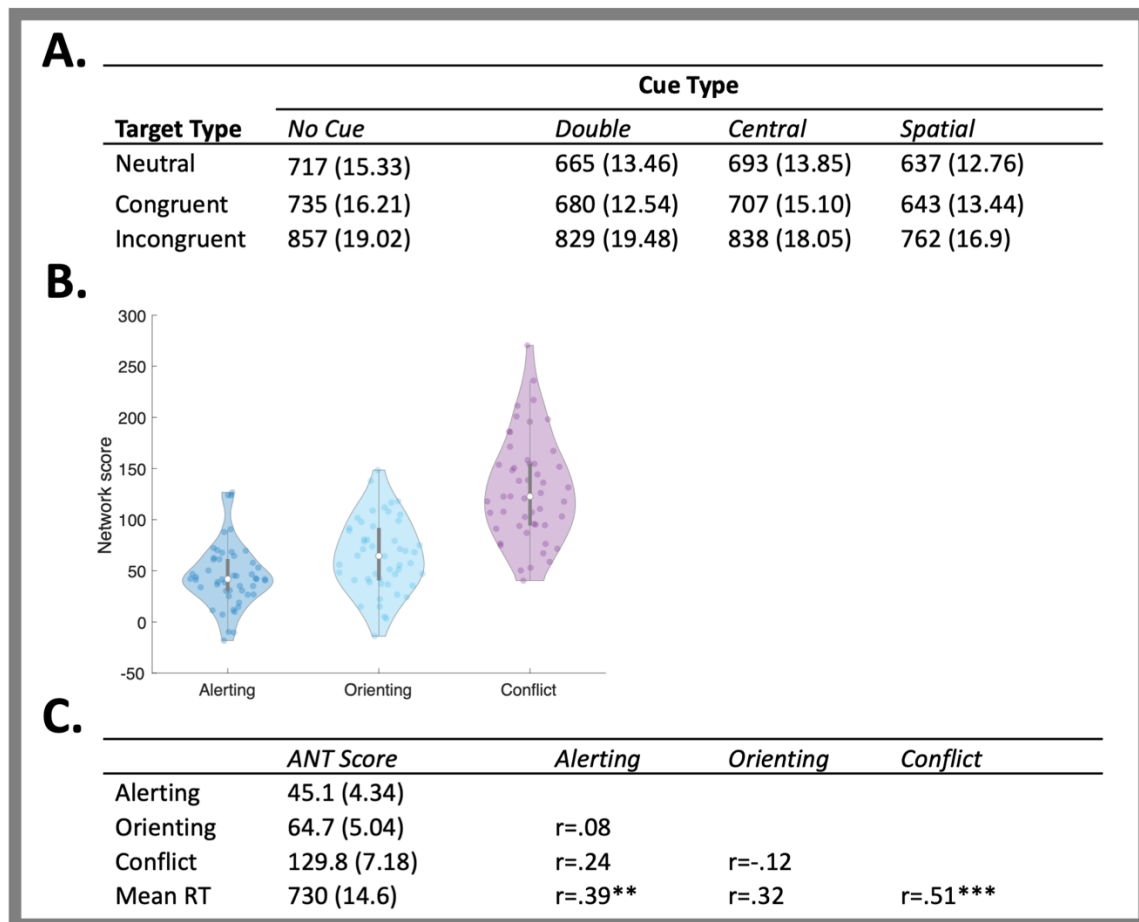 A.
Cue Type
Target Type No Cue Double Central Spatial
Neutral 717 (15.33) 665 (13.46) 693 (13.85) 637 (12.76)
Congruent 735 (16.21) 680 (12.54) 707 (15.10) 643 (13.44)
Incongruent 857 (19.02) 829 (19.48) 838 (18.05) 762 (16.9)
B.
300
250
200
150
100
50
0
-50
Network score
Alerting Orienting Conflict
C.
ANT Score Alerting Orienting Conflict
Alerting 45.1 (4.34)
Orienting 64.7 (5.04) r=.08
Conflict 129.8 (7.18) r=.24 r=-.12
Mean RT 730 (14.6) r=.39** r=.32 r=.51***